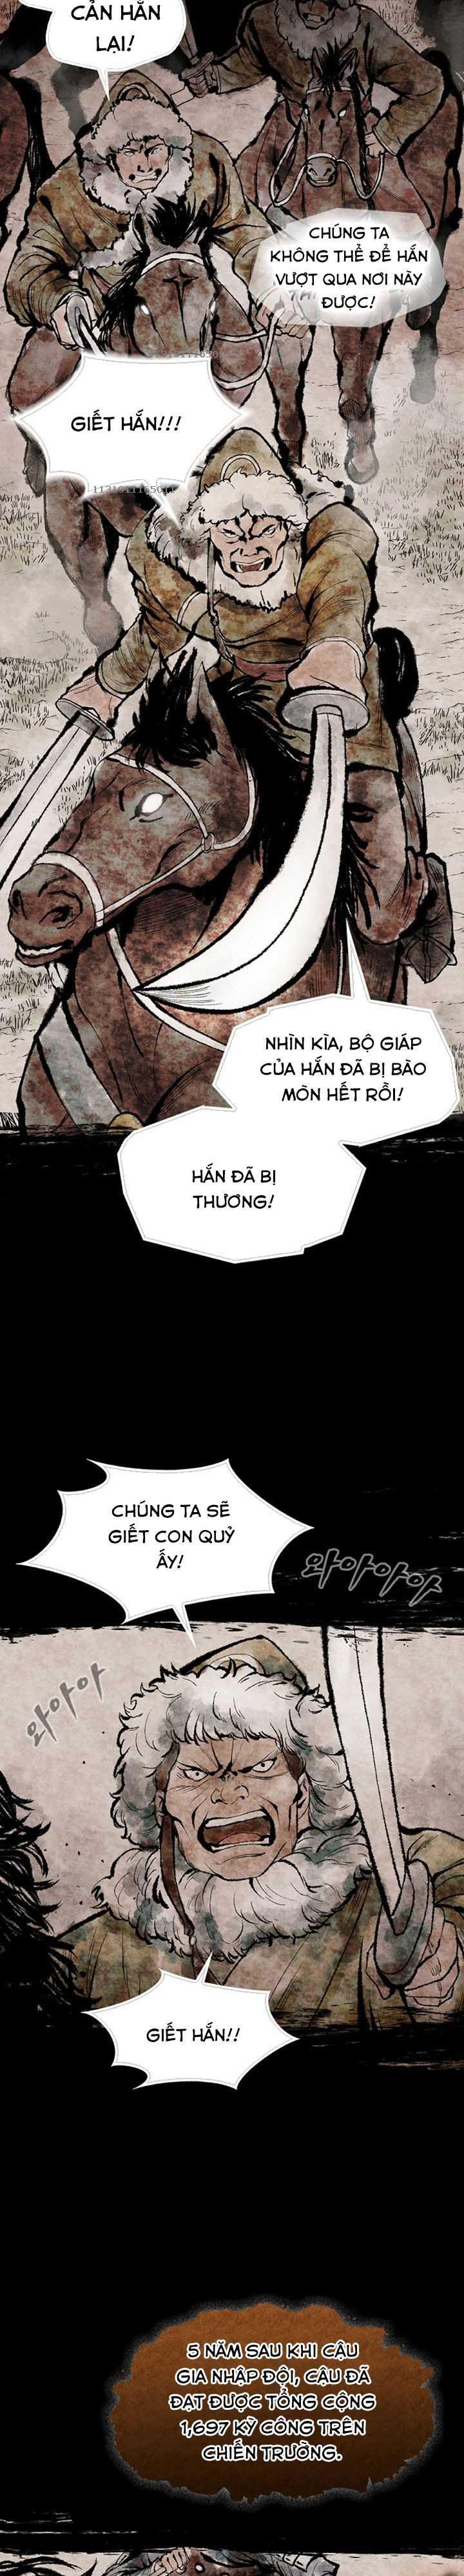 CẢN HẮN
LẠI!
CHÚNG TA
KHÔNG THỂ ĐỂ HẮN
VƯỢT QUA NƠI NÀY
ĐƯỢC!
GIẾT HẮN!!!
NHÌN KÌA, BỘ GIÁP
CỦA HẮN ĐÃ BỊ BÀO
MÒN HẾT RỒI!
HẮN ĐÃ BỊ
THƯƠNG!
CHÚNG TA SẼ
GIẾT CON QUỶ
ẤY!
와아아아아
와아아아
GIẾT HẮN!!
5 NĂM SAU KHI CẬU
GIA NHẬP ĐỘI, CẬU ĐÃ
ĐẠT ĐƯỢC TỔNG CỘNG
1,697 KỲ CÔNG TRÊN
CHIẾN TRƯỜNG.